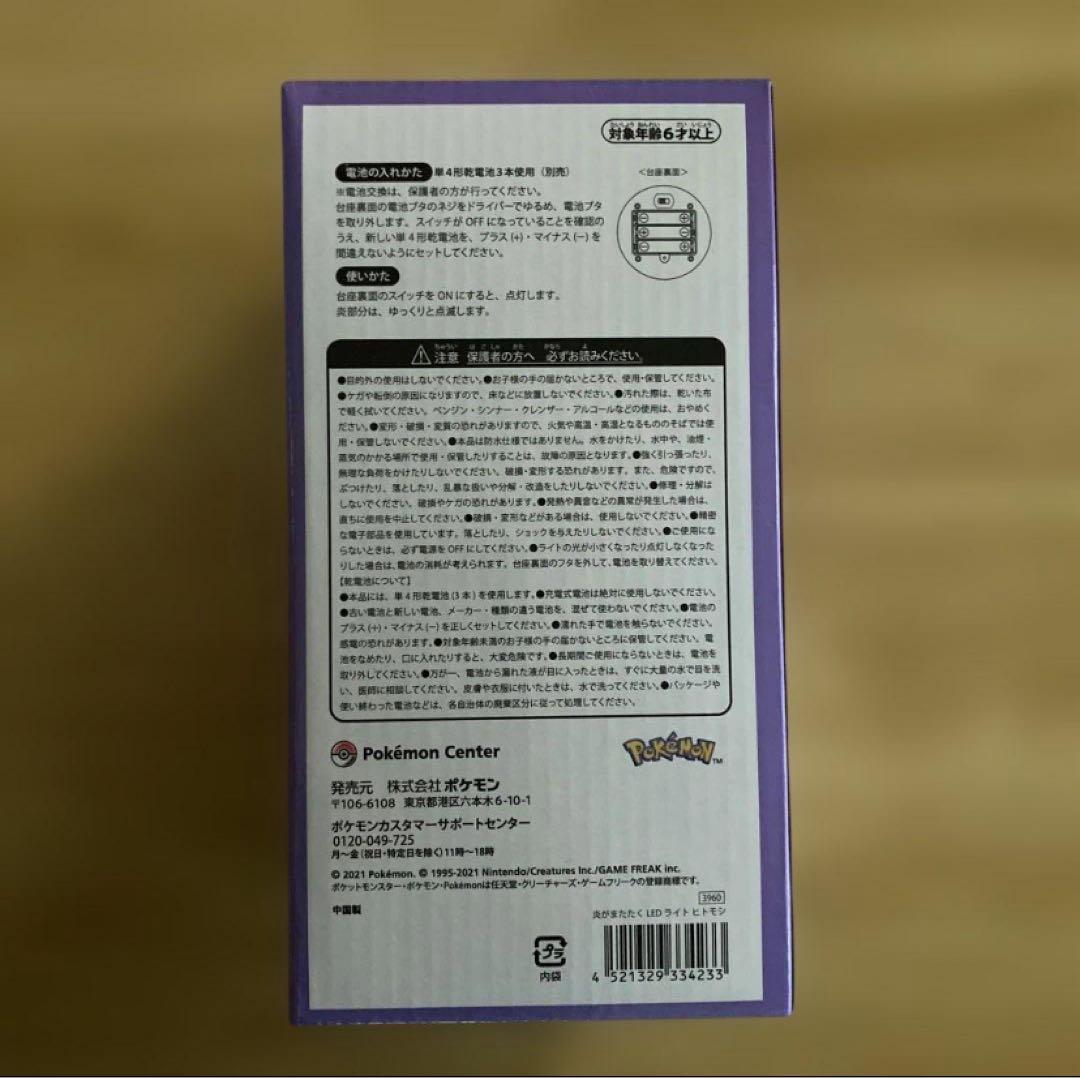 対象年齢6才以上
電池の入れかた 単4形乾電池3本使用（別売）
<台座裏面>
※電池交換は、保護者の方が行ってください。
台座裏面の電池ブタのネジをドライバーでゆるめ、電池ブタ
を取り外します。スイッチが OFF になっていることを確認の
うえ、新しい単4形乾電池を、プラス(+)・マイナス(−)を
間違えないようにセットしてください。
使いかた
台座裏面のスイッチを ON にすると、点灯します。
炎部分は、ゆっくりと点滅します。
注意 保護者の方へ 必ずお読みください。
●目的外の使用はしないでください。●お子様の手の届かないところで、使用・保管してください。
●ケガや転倒の原因になりますので、床などに放置しないでください。●汚れた際は、乾いた布
で軽く拭いてください。ベンジン・シンナー・クレンザー・アルコールなどの使用は、おやめく
ださい。●変形・破損・変質の恐れがありますので、火気や高温・高湿となるもののそばでは使
用・保管しないでください。●本品は防水仕様ではありません。水をかけたり、水中や、油煙・
蒸気のかかる場所で使用・保管したりすることは、故障の原因となります。●強く引っ張ったり、
無理な負荷をかけたりしないでください。破損・変形する恐れがあります。また、危険ですので、
ぶつけたり、落としたり、乱暴な扱いや分解・改造をしたりしないでください。●修理・分解は
しないでください。破損やケガの恐れがあります。●発熱や異音などの異常が発生した場合は、
直ちに使用を中止してください。●破損・変形などがある場合は、使用しないでください。●精密
な電子部品を使用しています。落としたり、ショックを与えたりしないでください。●ご使用にな
らないときは、必ず電源を OFF にしてください。●ライトの光が小さくなったり点灯しなくなった
りした場合は、電池の消耗が考えられます。台座裏面のフタを外して、電池を取り替えてください。
【乾電池について】
●本品には、単4形乾電池(3本)を使用します。●充電式電池は絶対に使用しないでください。
●古い電池と新しい電池、メーカー・種類の違う電池を、混ぜて使わないでください。●電池の
プラス(+)・マイナス(−)を正しくセットしてください。●濡れた手で電池を触らないでください。
感電の恐れがあります。●対象年齢未満のお子様の手の届かないところに保管してください。電
池をなめたり、口に入れたりすると、大変危険です。●長期間ご使用にならないときは、電池を
取り外してください。●万が一、電池から漏れた液が目に入ったときは、すぐに大量の水で目を洗
い、医師に相談してください。皮膚や衣服に付いたときは、水で洗ってください。●パッケージや
使い終わった電池などは、各自治体の廃棄区分に従って処理してください。
Pokémon Center
POKéMON TM
発売元 株式会社ポケモン
〒106-6108 東京都港区六本木6-10-1
ポケモンカスタマーサポートセンター
0120-049-725
月〜金(祝日・特定日を除く)11時〜18時
© 2021 Pokémon. © 1995-2021 Nintendo/Creatures Inc./GAME FREAK inc.
ポケットモンスター・ポケモン・Pokémonは任天堂・クリーチャーズ・ゲームフリークの登録商標です。
3960
中国製
炎がまたたく LED ライト ヒトモシ
プラ
内袋
4 521329 334233